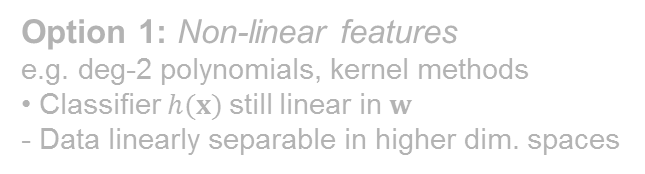 Option 1: Non-linear features
e.g. deg-2 polynomials, kernel methods
• Classifier h(x) still linear in w
- Data linearly separable in higher dim. spaces